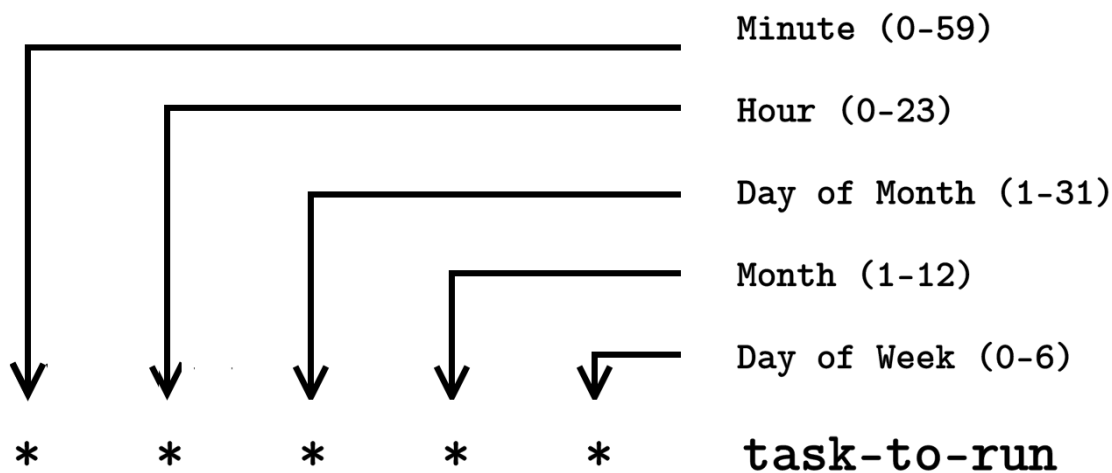 Minute (0-59)
Hour (0-23)
Day of Month (1-31)
Month (1-12)
Day of Week (0-6)
* * * * * task-to-run